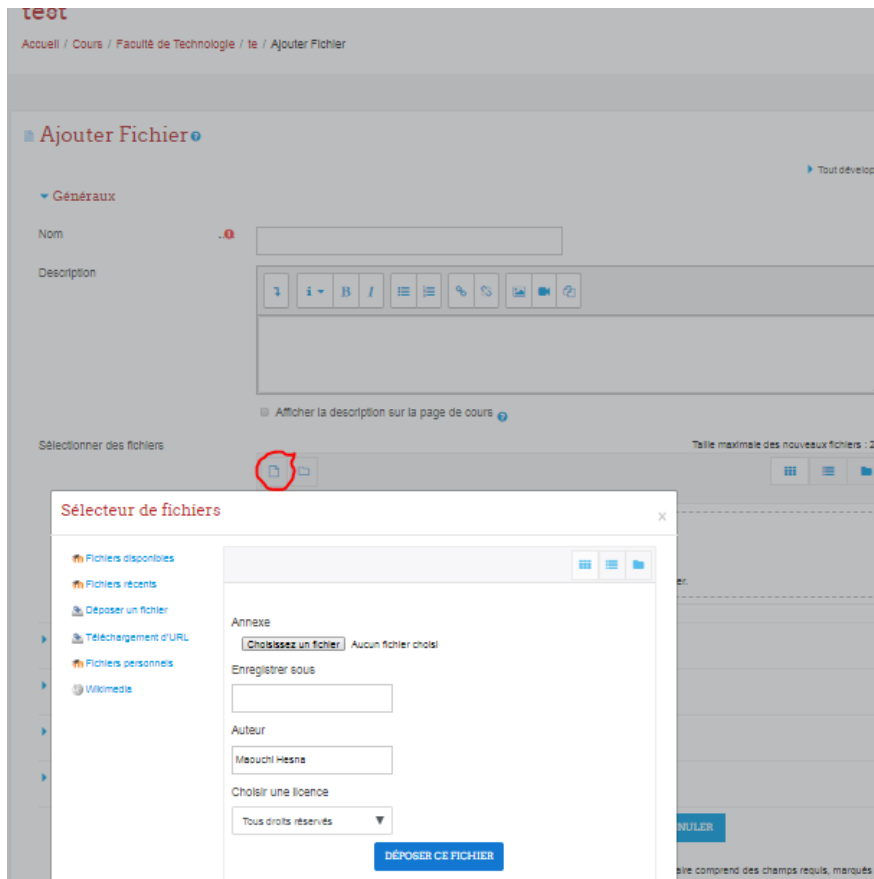 test
Accueil / Cours / Faculté de Technologie / te / Ajouter Fichier
Ajouter Fichier
Tout dévelop
Généraux
Nom
Description
i B I
Afficher la description sur la page de cours
Sélectionner des fichiers
Taille maximale des nouveaux fichiers : 2
Sélecteur de fichiers
x
Fichiers disponibles
Fichiers récents
er.
Déposer un fichier
Annexe
Téléchargement d'URL
Choisissez un fichier Aucun fichier choisi
Fichiers personnels
Enregistrer sous
Wikimedia
Auteur
Maouchi Hesna
Choisir une licence
Tous droits réservés
NULER
DÉPOSER CE FICHIER
aire comprend des champs requis, marqués